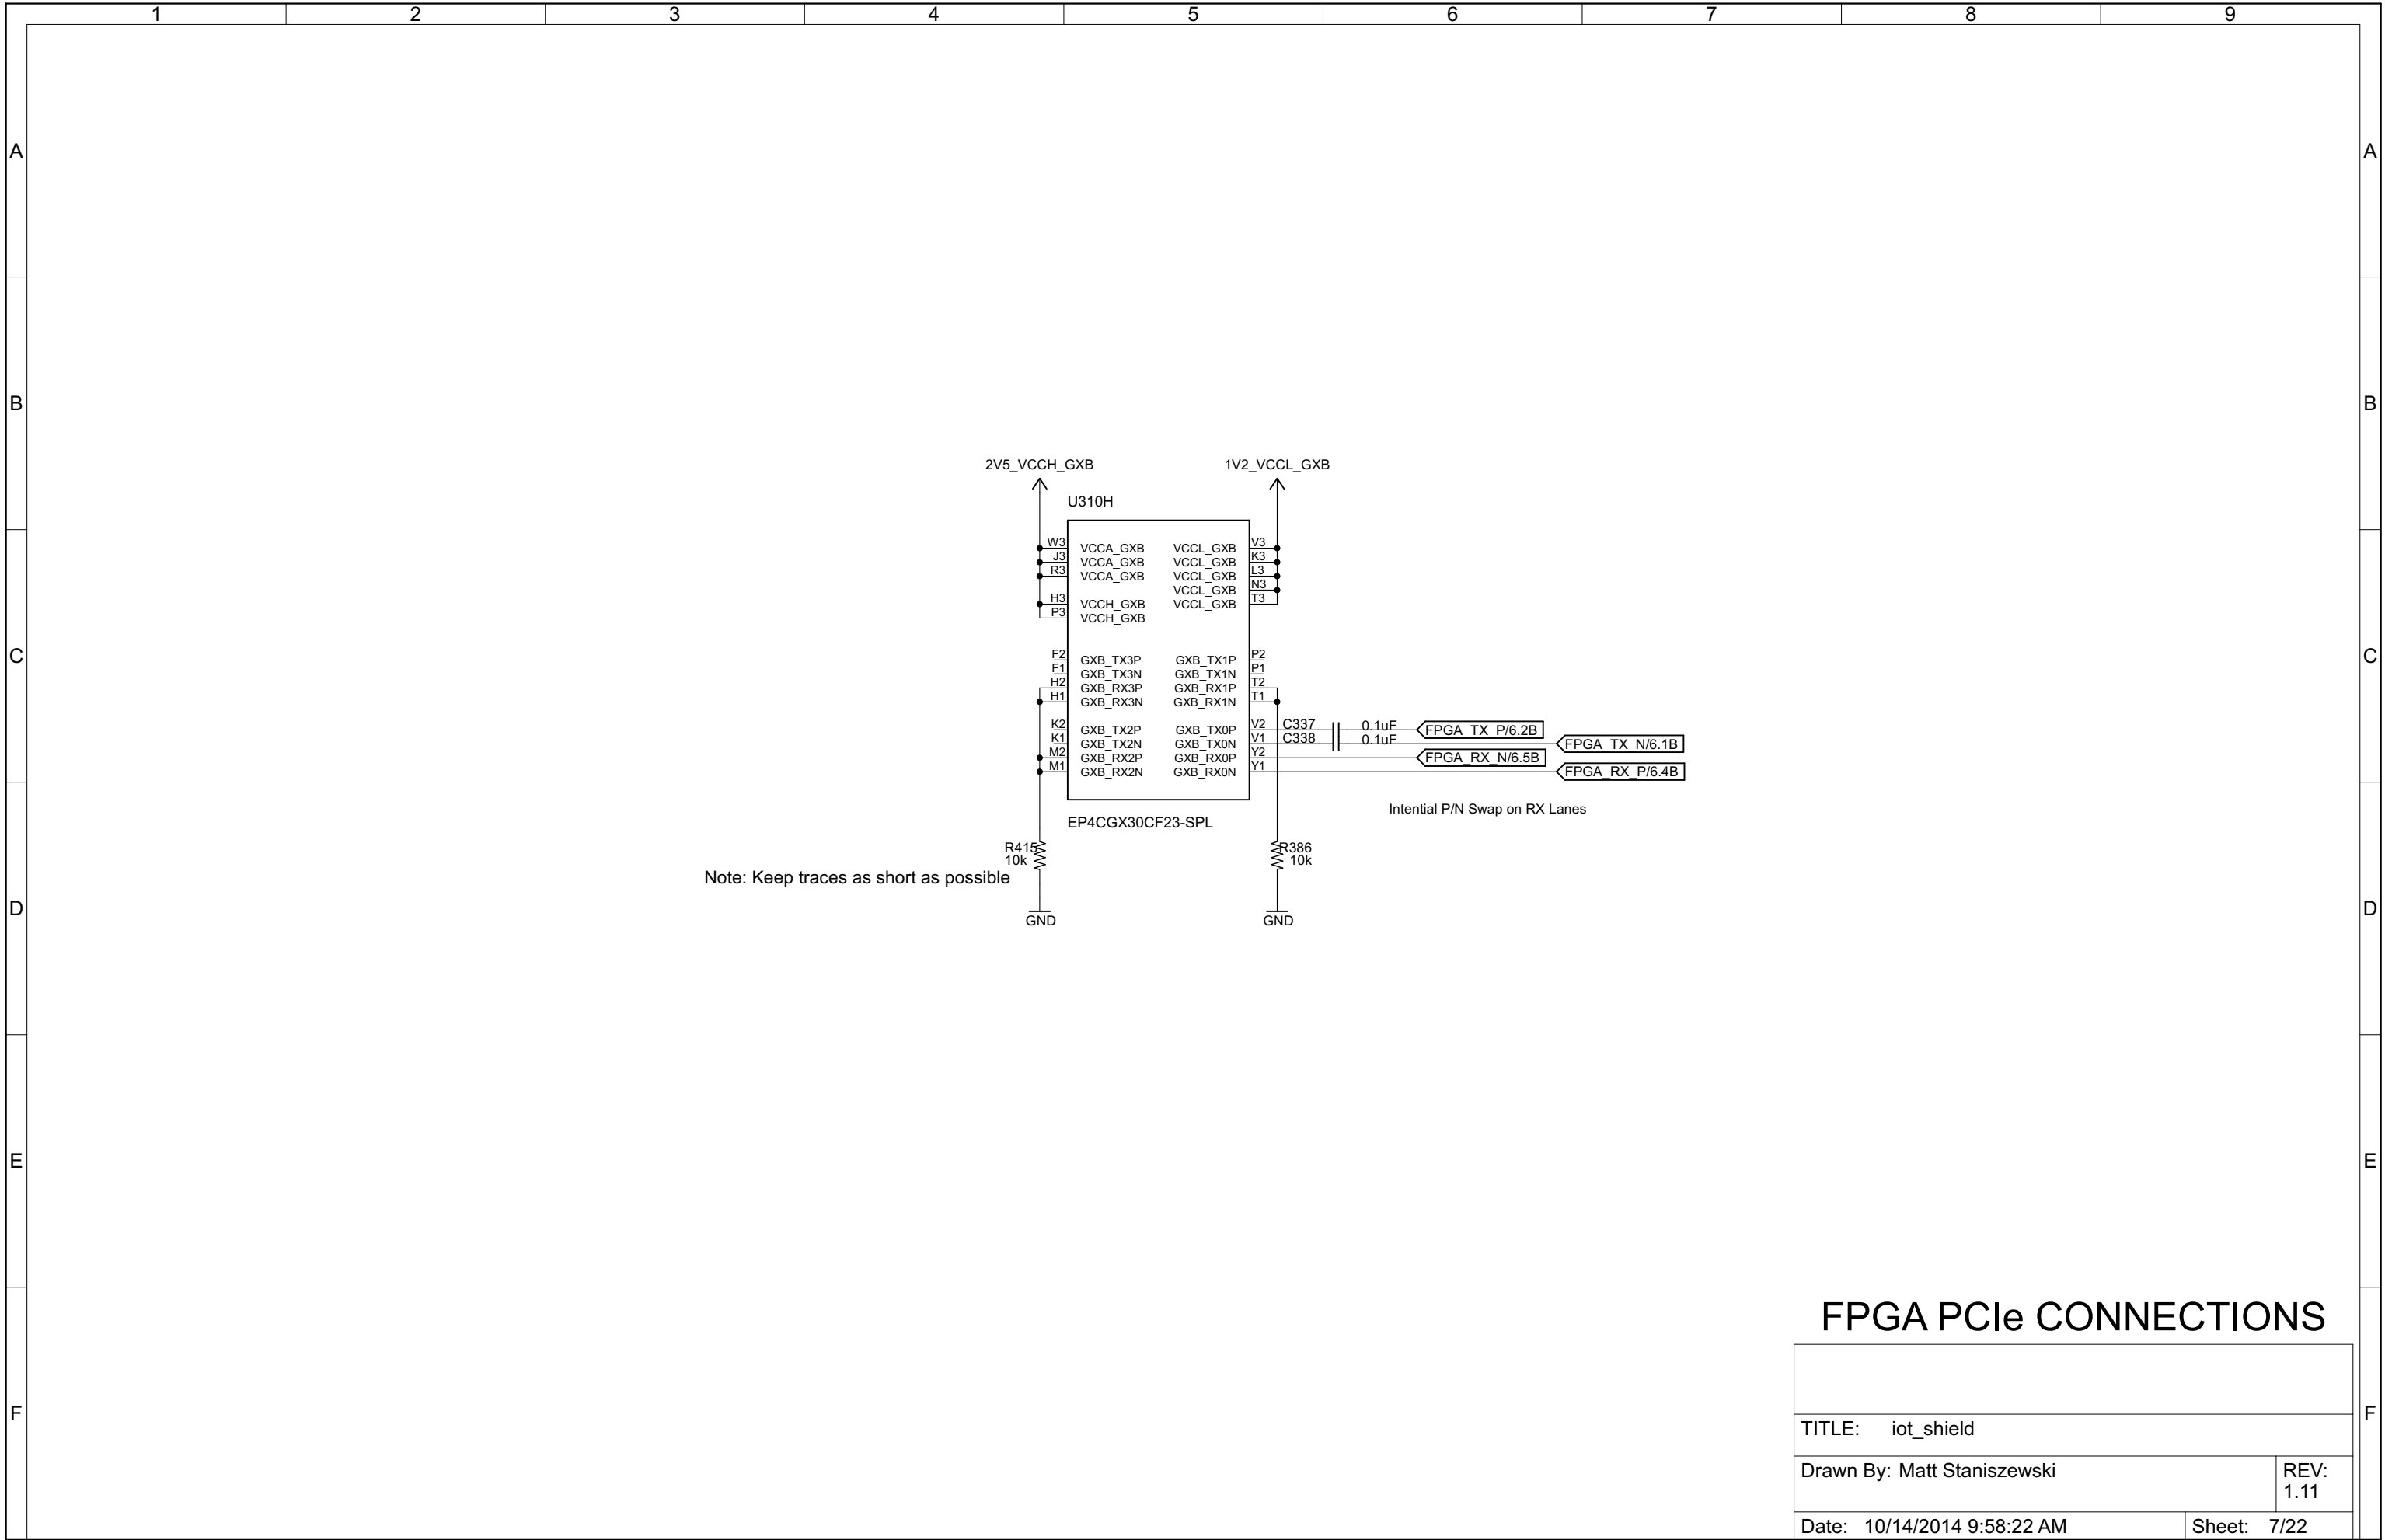 1 2 3 4 5 6 7 8 9
A A
B B
2V5_VCCH_GXB 1V2_VCCL_GXB
U310H
W3 VCCA_GXB VCCL_GXB V3
J3 VCCA_GXB VCCL_GXB K3
R3 VCCA_GXB VCCL_GXB L3
VCCL_GXB N3
H3 VCCH_GXB VCCL_GXB T3
P3 VCCH_GXB
C C
F2 GXB_TX3P GXB_TX1P P2
F1 GXB_TX3N GXB_TX1N P1
H2 GXB_RX3P GXB_RX1P T2
H1 GXB_RX3N GXB_RX1N T1
K2 GXB_TX2P GXB_TX0P V2 C337 0.1uF FPGA_TX_P/6.2B
K1 GXB_TX2N GXB_TX0N V1 C338 0.1uF FPGA_TX_N/6.1B
M2 GXB_RX2P GXB_RX0P Y2 FPGA_RX_N/6.5B
M1 GXB_RX2N GXB_RX0N Y1 FPGA_RX_P/6.4B
Intential P/N Swap on RX Lanes
EP4CGX30CF23-SPL
R415 R386
10k 10k
Note: Keep traces as short as possible
D D
GND GND
E E
FPGA PCIe CONNECTIONS
F F
TITLE: iot_shield
Drawn By: Matt Staniszewski REV:
1.11
Date: 10/14/2014 9:58:22 AM Sheet: 7/22